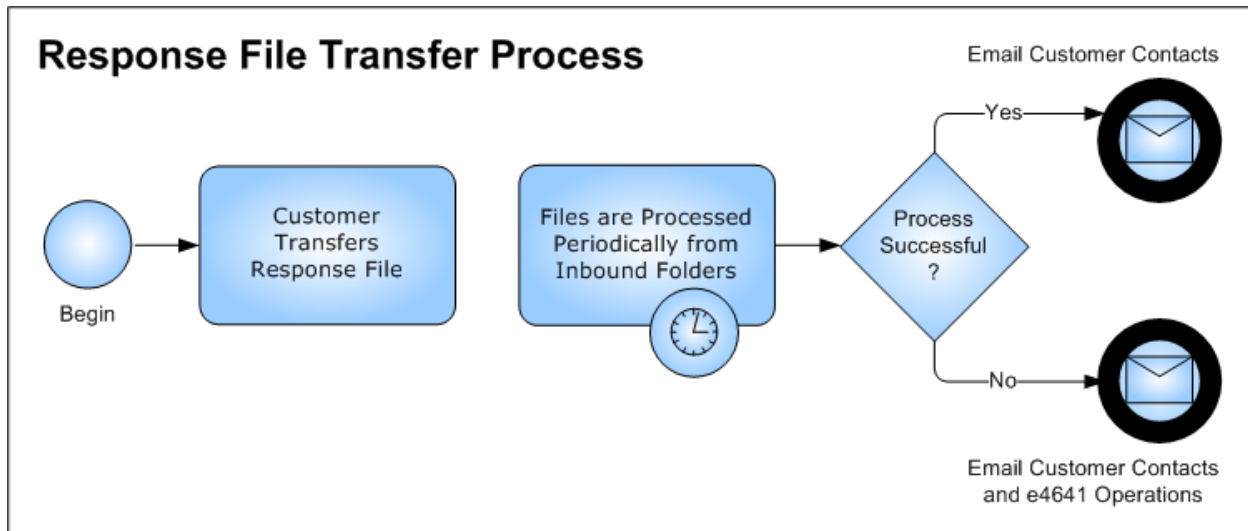 Response File Transfer Process
Email Customer Contacts
Yes
Customer
Transfers
Response File
Files are Processed
Periodically from
Inbound Folders
Process
Successful
?
Begin
No
Email Customer Contacts
and e4641 Operations